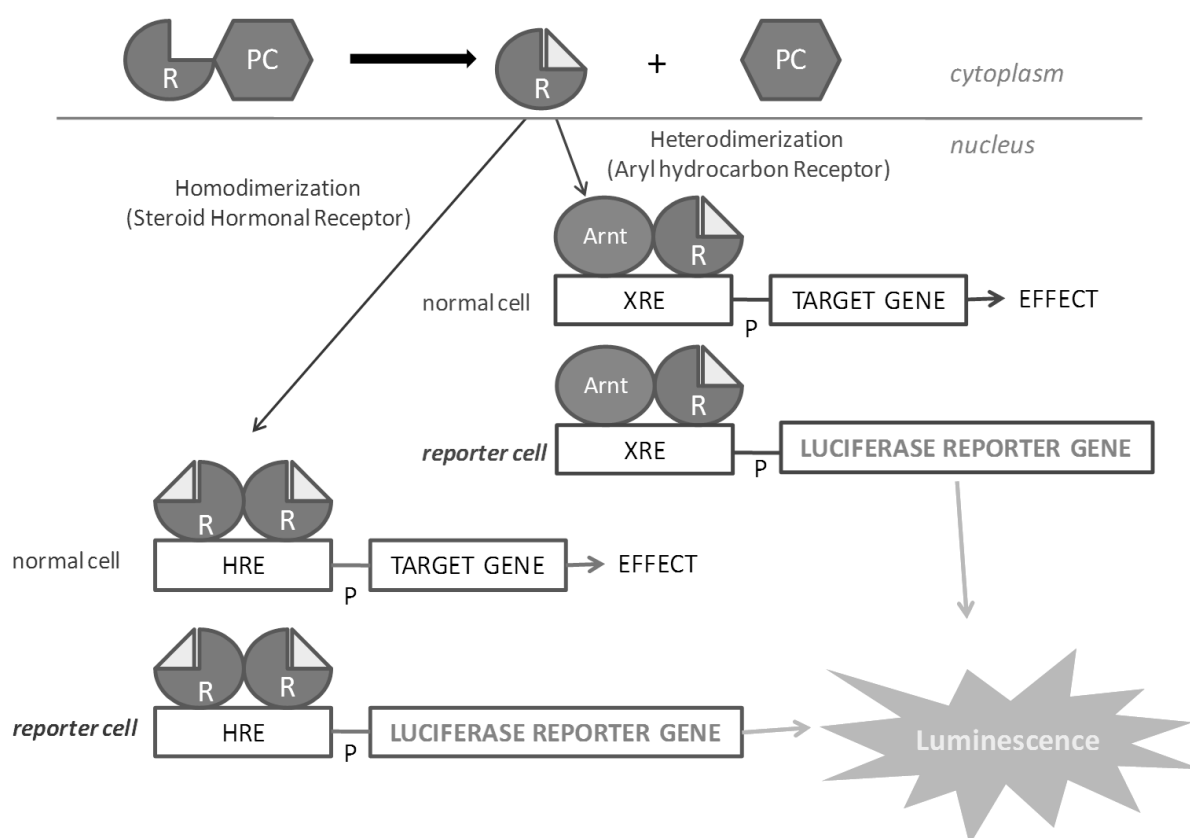 R
PC
R
+
PC
cytoplasm
nucleus
Heterodimerization
(Aryl hydrocarbon Receptor)
Homodimerization
(Steroid Hormonal Receptor)
Arnt
R
normal cell
XRE
P
TARGET GENE
EFFECT
Arnt
R
reporter cell
XRE
P
LUCIFERASE REPORTER GENE
R
R
normal cell
HRE
P
TARGET GENE
EFFECT
R
R
reporter cell
HRE
P
LUCIFERASE REPORTER GENE
Luminescence